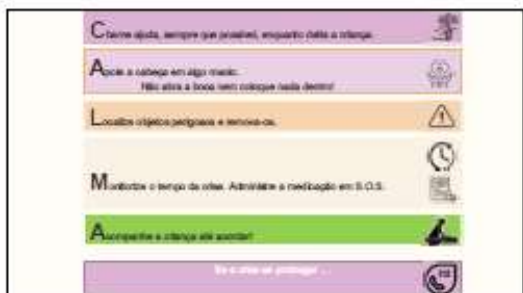 Chame ajuda, sempre que possível, enquanto deita a criança.
Apoie a cabeça em algo macio.
Não abra a boca nem coloque nada dentro!
Localize objetos perigosos e remova-os.
Monitorize o tempo da crise. Administre a medicação em S.O.S.
Acompanhe a criança até acordar!
Se a crise se prolongar ...
112